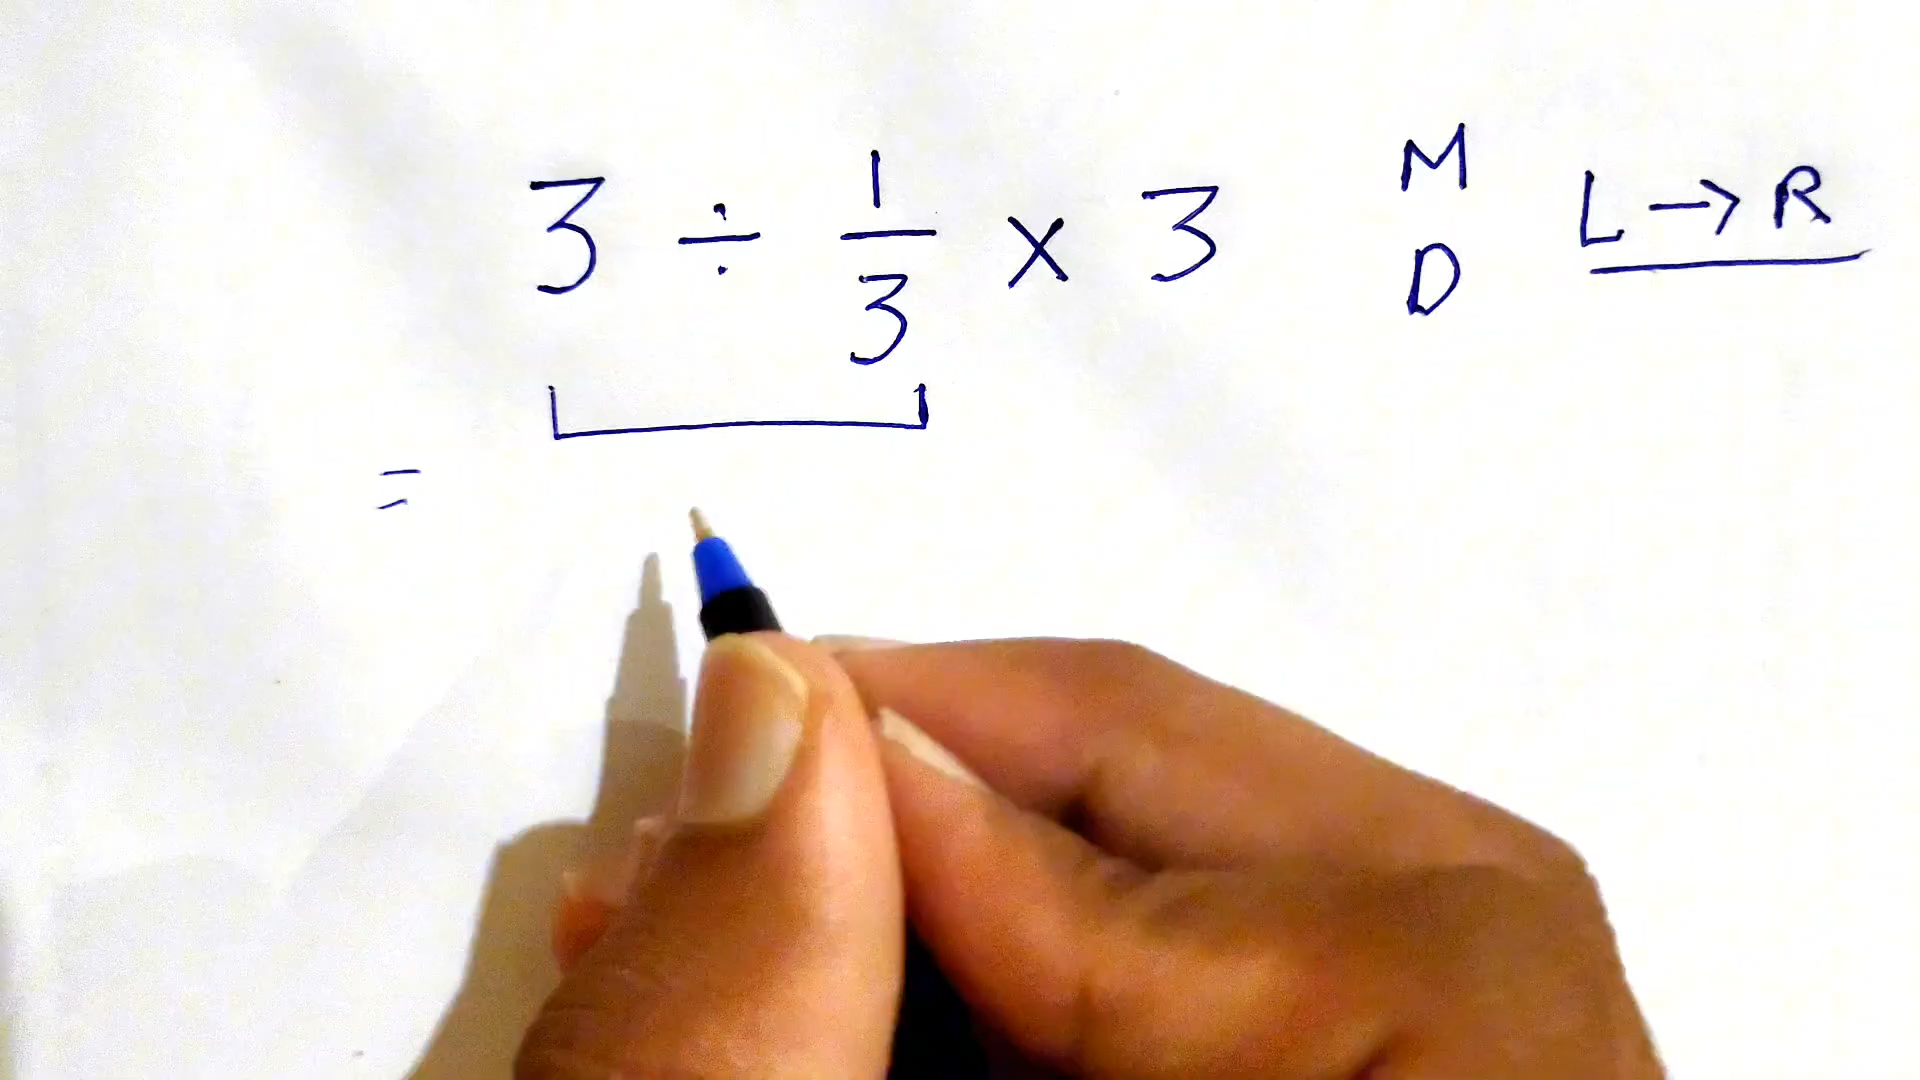 3 ÷ 1/3 × 3
M
D
L → R
=